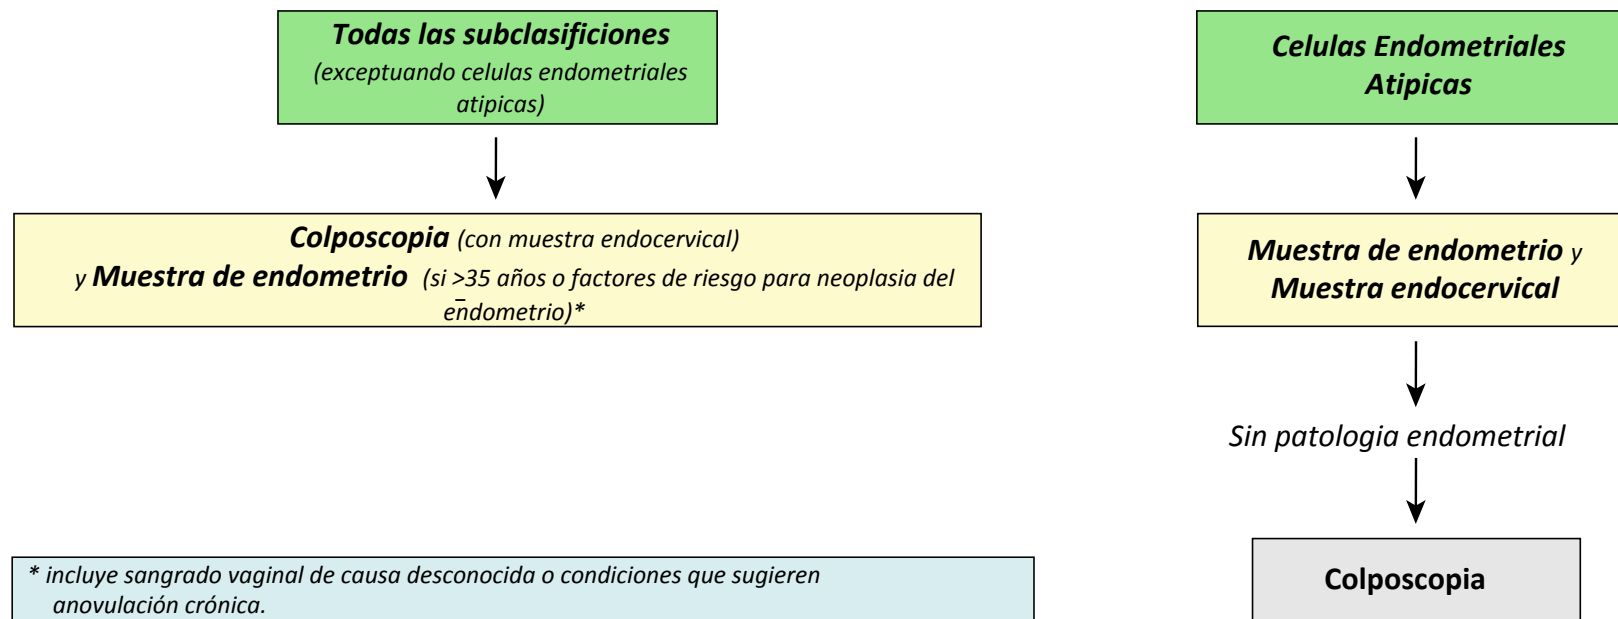 Todas las subclasificiones
(exceptuando celulas endometriales
atipicas)
Colposcopia (con muestra endocervical)
y Muestra de endometrio (si >35 años o factores de riesgo para neoplasia del
endometrio)*
* incluye sangrado vaginal de causa desconocida o condiciones que sugieren
anovulación crónica.
Celulas Endometriales
Atipicas
Muestra de endometrio y
Muestra endocervical
Sin patologia endometrial
Colposcopia